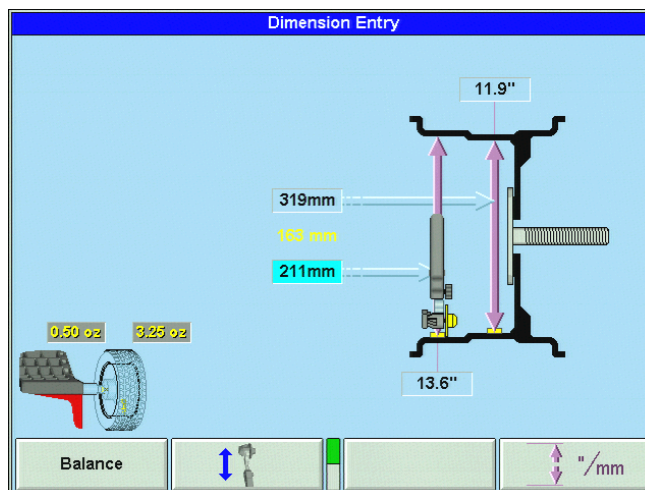 Dimension Entry
11.9"
319mm
163 mm
211mm
0.50 oz 3.25 oz
13.6"
Balance
"/mm